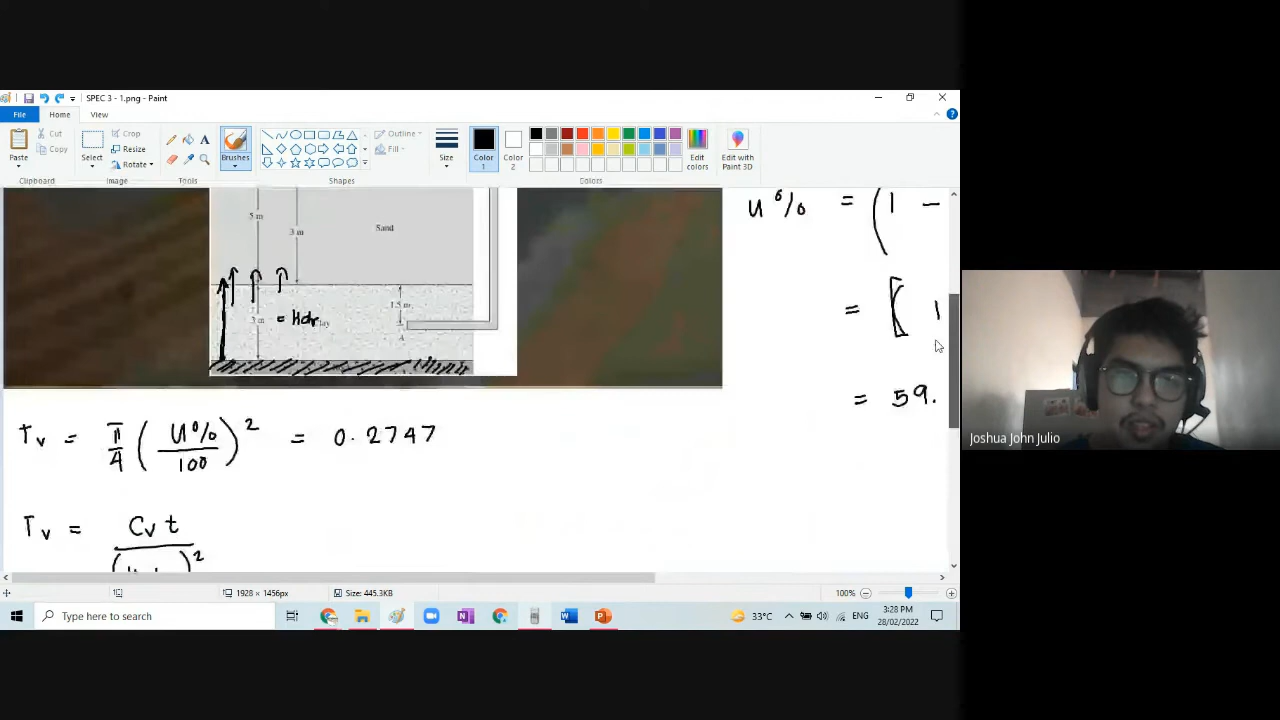 SPEC 3 - 1.png - Paint
File Home View
Paste
Cut
Copy
Clipboard
Select
Crop
Resize
Rotate
Image
Tools
Brushes
Shapes
Outline
Fill
Size
Color 1
Color 2
Edit colors
Edit with Paint 3D
Colors
5 m
3 m
Sand
1.5 m
3 m = Hdr
A
U % = ( 1 -
= [ 1
= 59.
Tv = π/4 ( U% / 100 )² = 0.2747
Tv = Cv t
Joshua John Julio
1928 × 1456px
Size: 445.3KB
100%
Type here to search
33°C
ENG
3:28 PM
28/02/2022